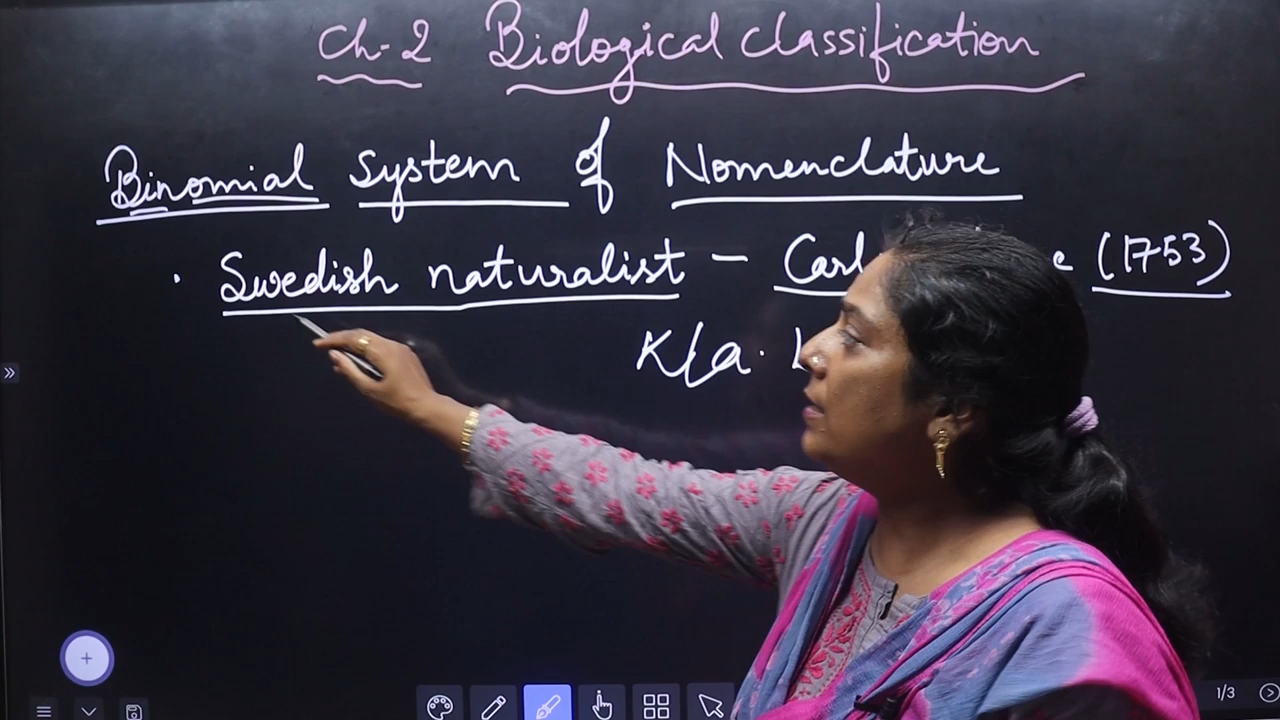 Ch-2 Biological classification
Binomial system of Nomenclature
· Swedish naturalist - Carl (1753)
K/a.
1/3